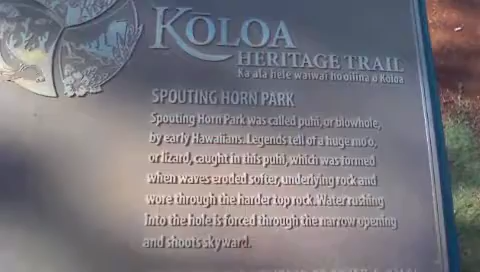 KŌLOA
HERITAGE TRAIL
Ka ala hele waiwai hooilina o Kōloa
SPOUTING HORN PARK
Spouting Horn Park was called puhi, or blowhole,
by early Hawaiians. Legends tell of a huge mo'o,
or lizard, caught in this puhi, which was formed
when waves eroded softer, underlying rock and
wore through the harder top rock. Water rushing
into the hole is forced through the narrow opening
and shoots skyward.